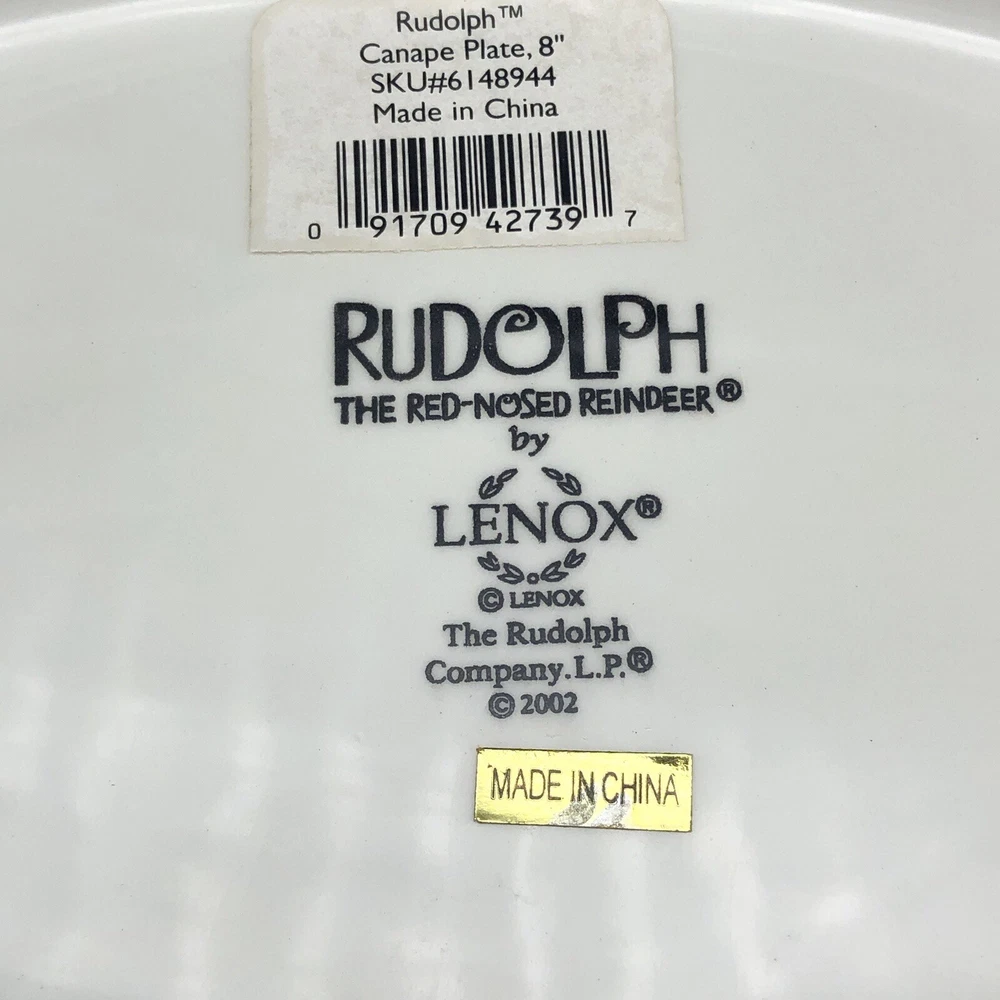 Rudolph™
Canape Plate, 8"
SKU#6148944
Made in China
0 91709 42739 7
RUDOLPH
THE RED-NOSED REINDEER®
by
LENOX®
© LENOX
The Rudolph
Company.L.P.®
© 2002
MADE IN CHINA